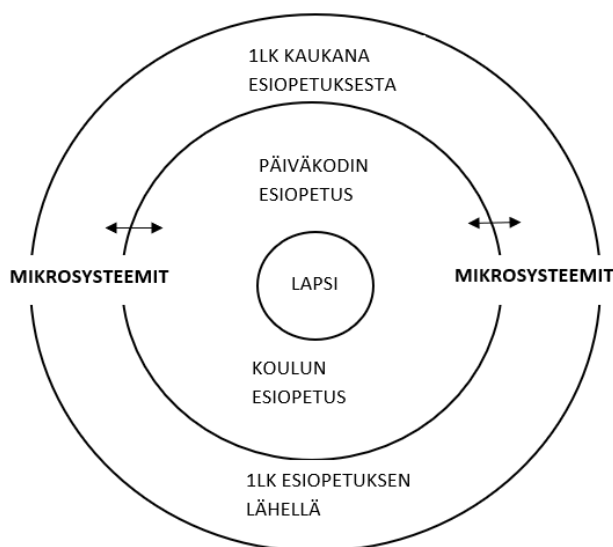 1LK KAUKANA
ESIOPETUKSESTA
PÄIVÄKODIN
ESIOPETUS
MIKROSYSTEEMIT
LAPSI
MIKROSYSTEEMIT
KOULUN
ESIOPETUS
1LK ESIOPETUKSEN
LÄHELLÄ